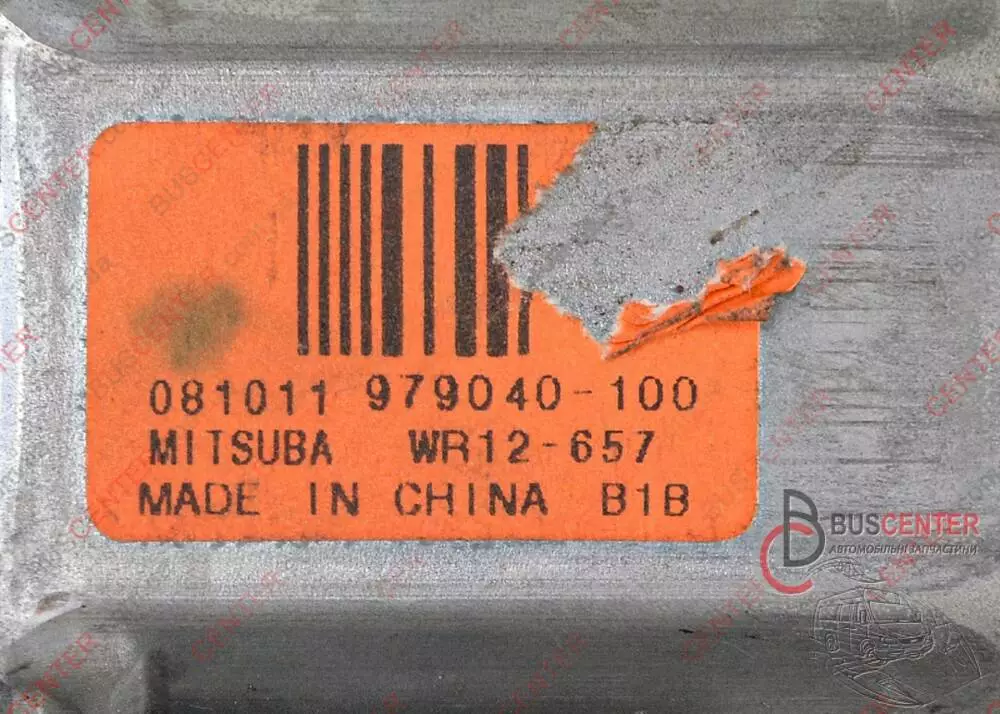 081011 979040-100
MITSUBA WR12-657
MADE IN CHINA B1B
BUSCENTER
АВТОМОБІЛЬНІ ЗАПЧАСТИНИ